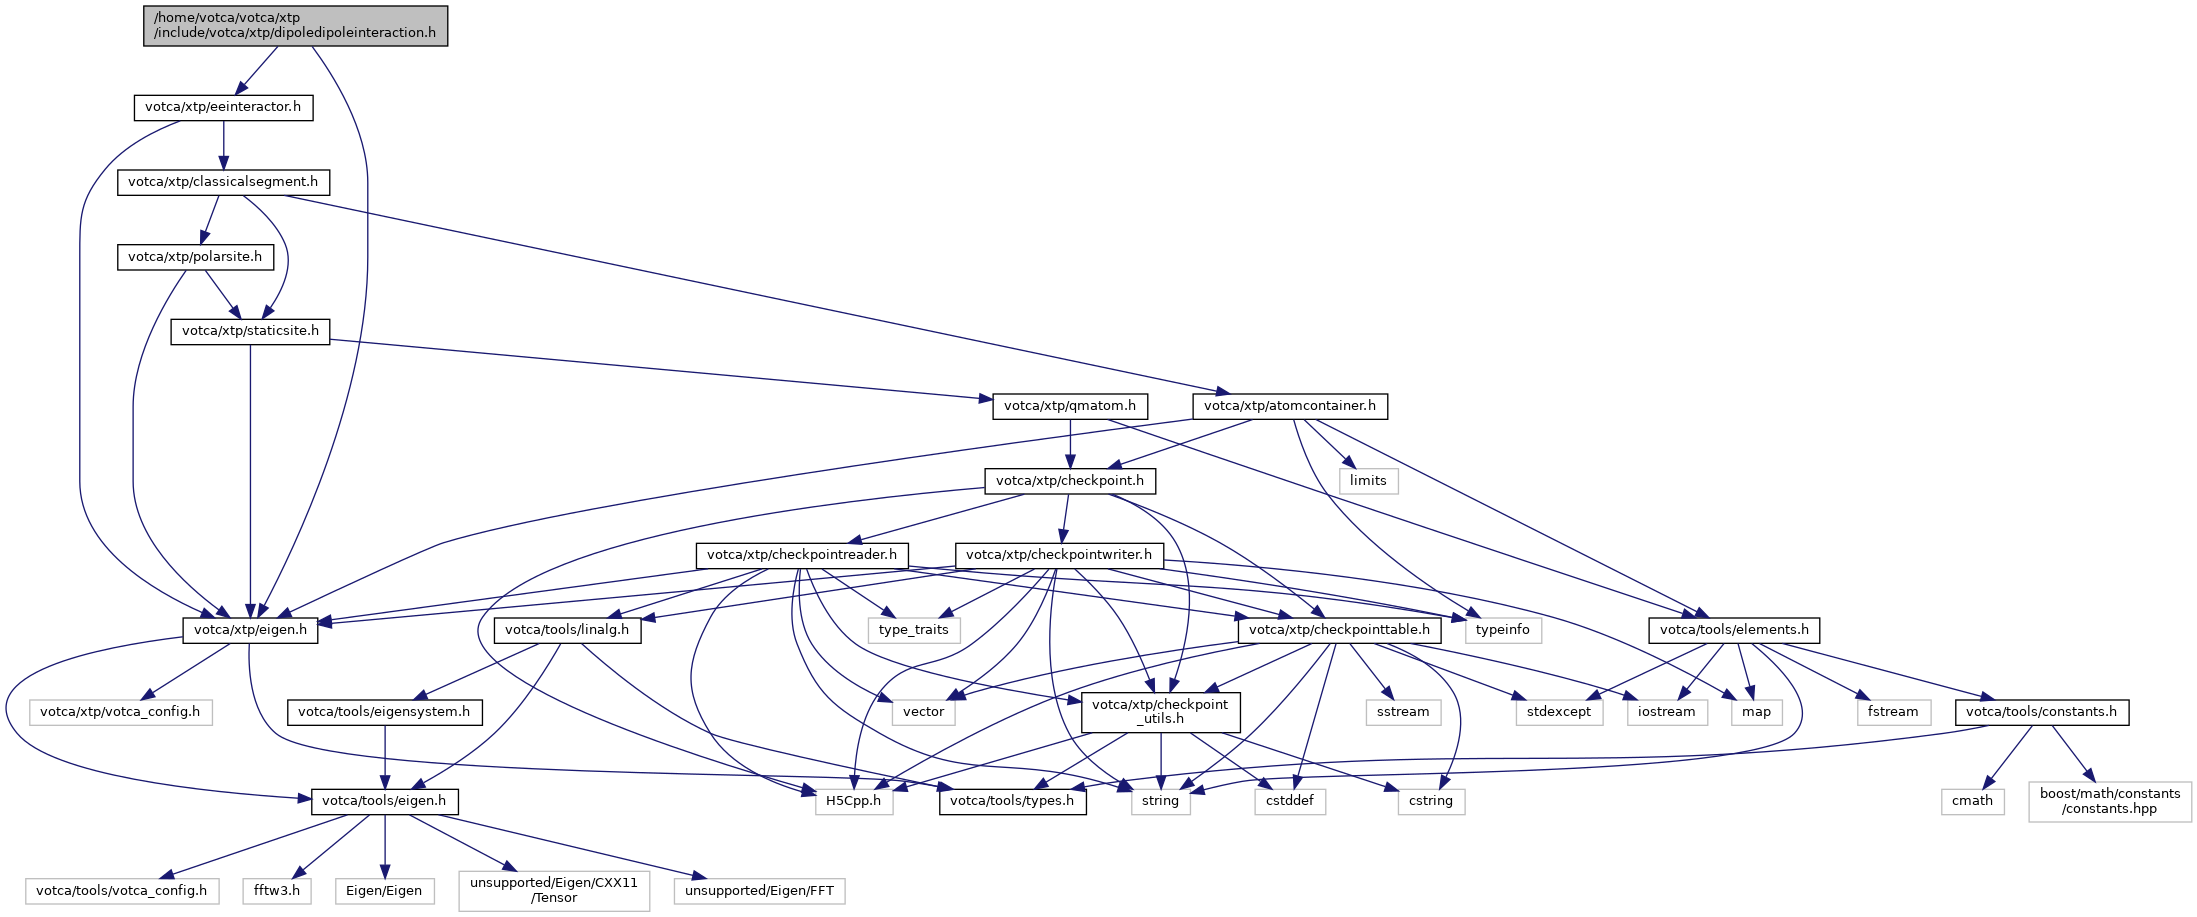 /home/votca/votca/xtp
/include/votca/xtp/dipoledipoleinteraction.h
votca/xtp/eeinteractor.h
votca/xtp/classicalsegment.h
votca/xtp/polarsite.h
votca/xtp/staticsite.h
votca/xtp/qmatom.h
votca/xtp/atomcontainer.h
votca/xtp/checkpoint.h
limits
votca/xtp/checkpointreader.h
votca/xtp/checkpointwriter.h
votca/xtp/eigen.h
votca/tools/linalg.h
type_traits
votca/xtp/checkpointtable.h
typeinfo
votca/tools/elements.h
votca/xtp/votca_config.h
votca/tools/eigensystem.h
vector
votca/xtp/checkpoint
_utils.h
sstream
stdexcept
iostream
map
fstream
votca/tools/constants.h
votca/tools/eigen.h
H5Cpp.h
votca/tools/types.h
string
cstddef
cstring
cmath
boost/math/constants
/constants.hpp
votca/tools/votca_config.h
fftw3.h
Eigen/Eigen
unsupported/Eigen/CXX11
/Tensor
unsupported/Eigen/FFT